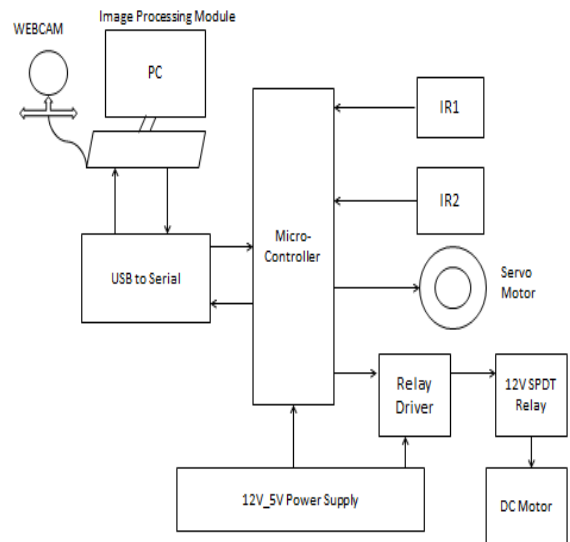 Image Processing Module
WEBCAM
PC
IR1
IR2
Micro-
Controller
USB to Serial
Servo
Motor
Relay
Driver
12V SPDT
Relay
12V_5V Power Supply
DC Motor